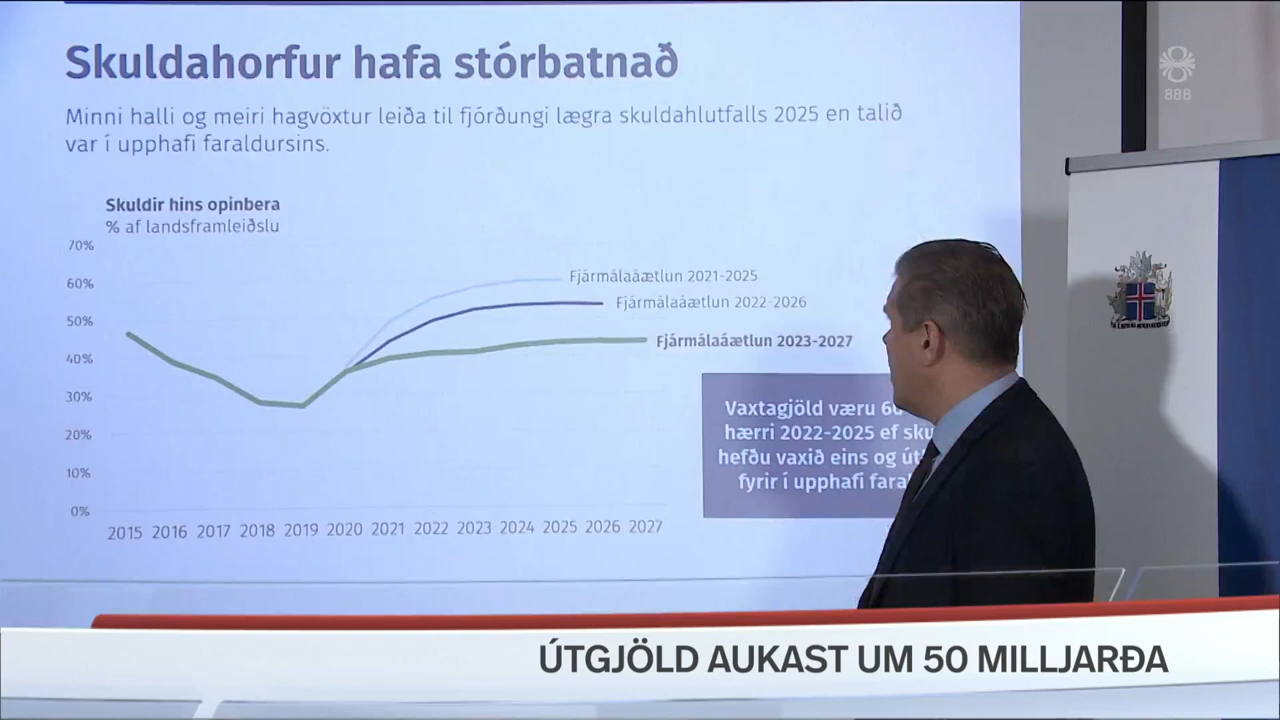 Skuldahorfur hafa stórbatnað
Minni halli og meiri hagvöxtur leiða til fjórðungi lægra skuldahlutfalls 2025 en talið
var í upphafi faraldursins.
Skuldir hins opinbera
% af landsframleiðslu
70%
60%
50%
40%
30%
20%
10%
0%
2015 2016 2017 2018 2019 2020 2021 2022 2023 2024 2025 2026 2027
Fjármálaáætlun 2021-2025
Fjármálaáætlun 2022-2026
Fjármálaáætlun 2023-2027
Vaxtagjöld væru
hærri 2022-2025 ef
hefðu vaxið eins og
fyrir í upphafi
888
ÚTGJÖLD AUKAST UM 50 MILLJARÐA